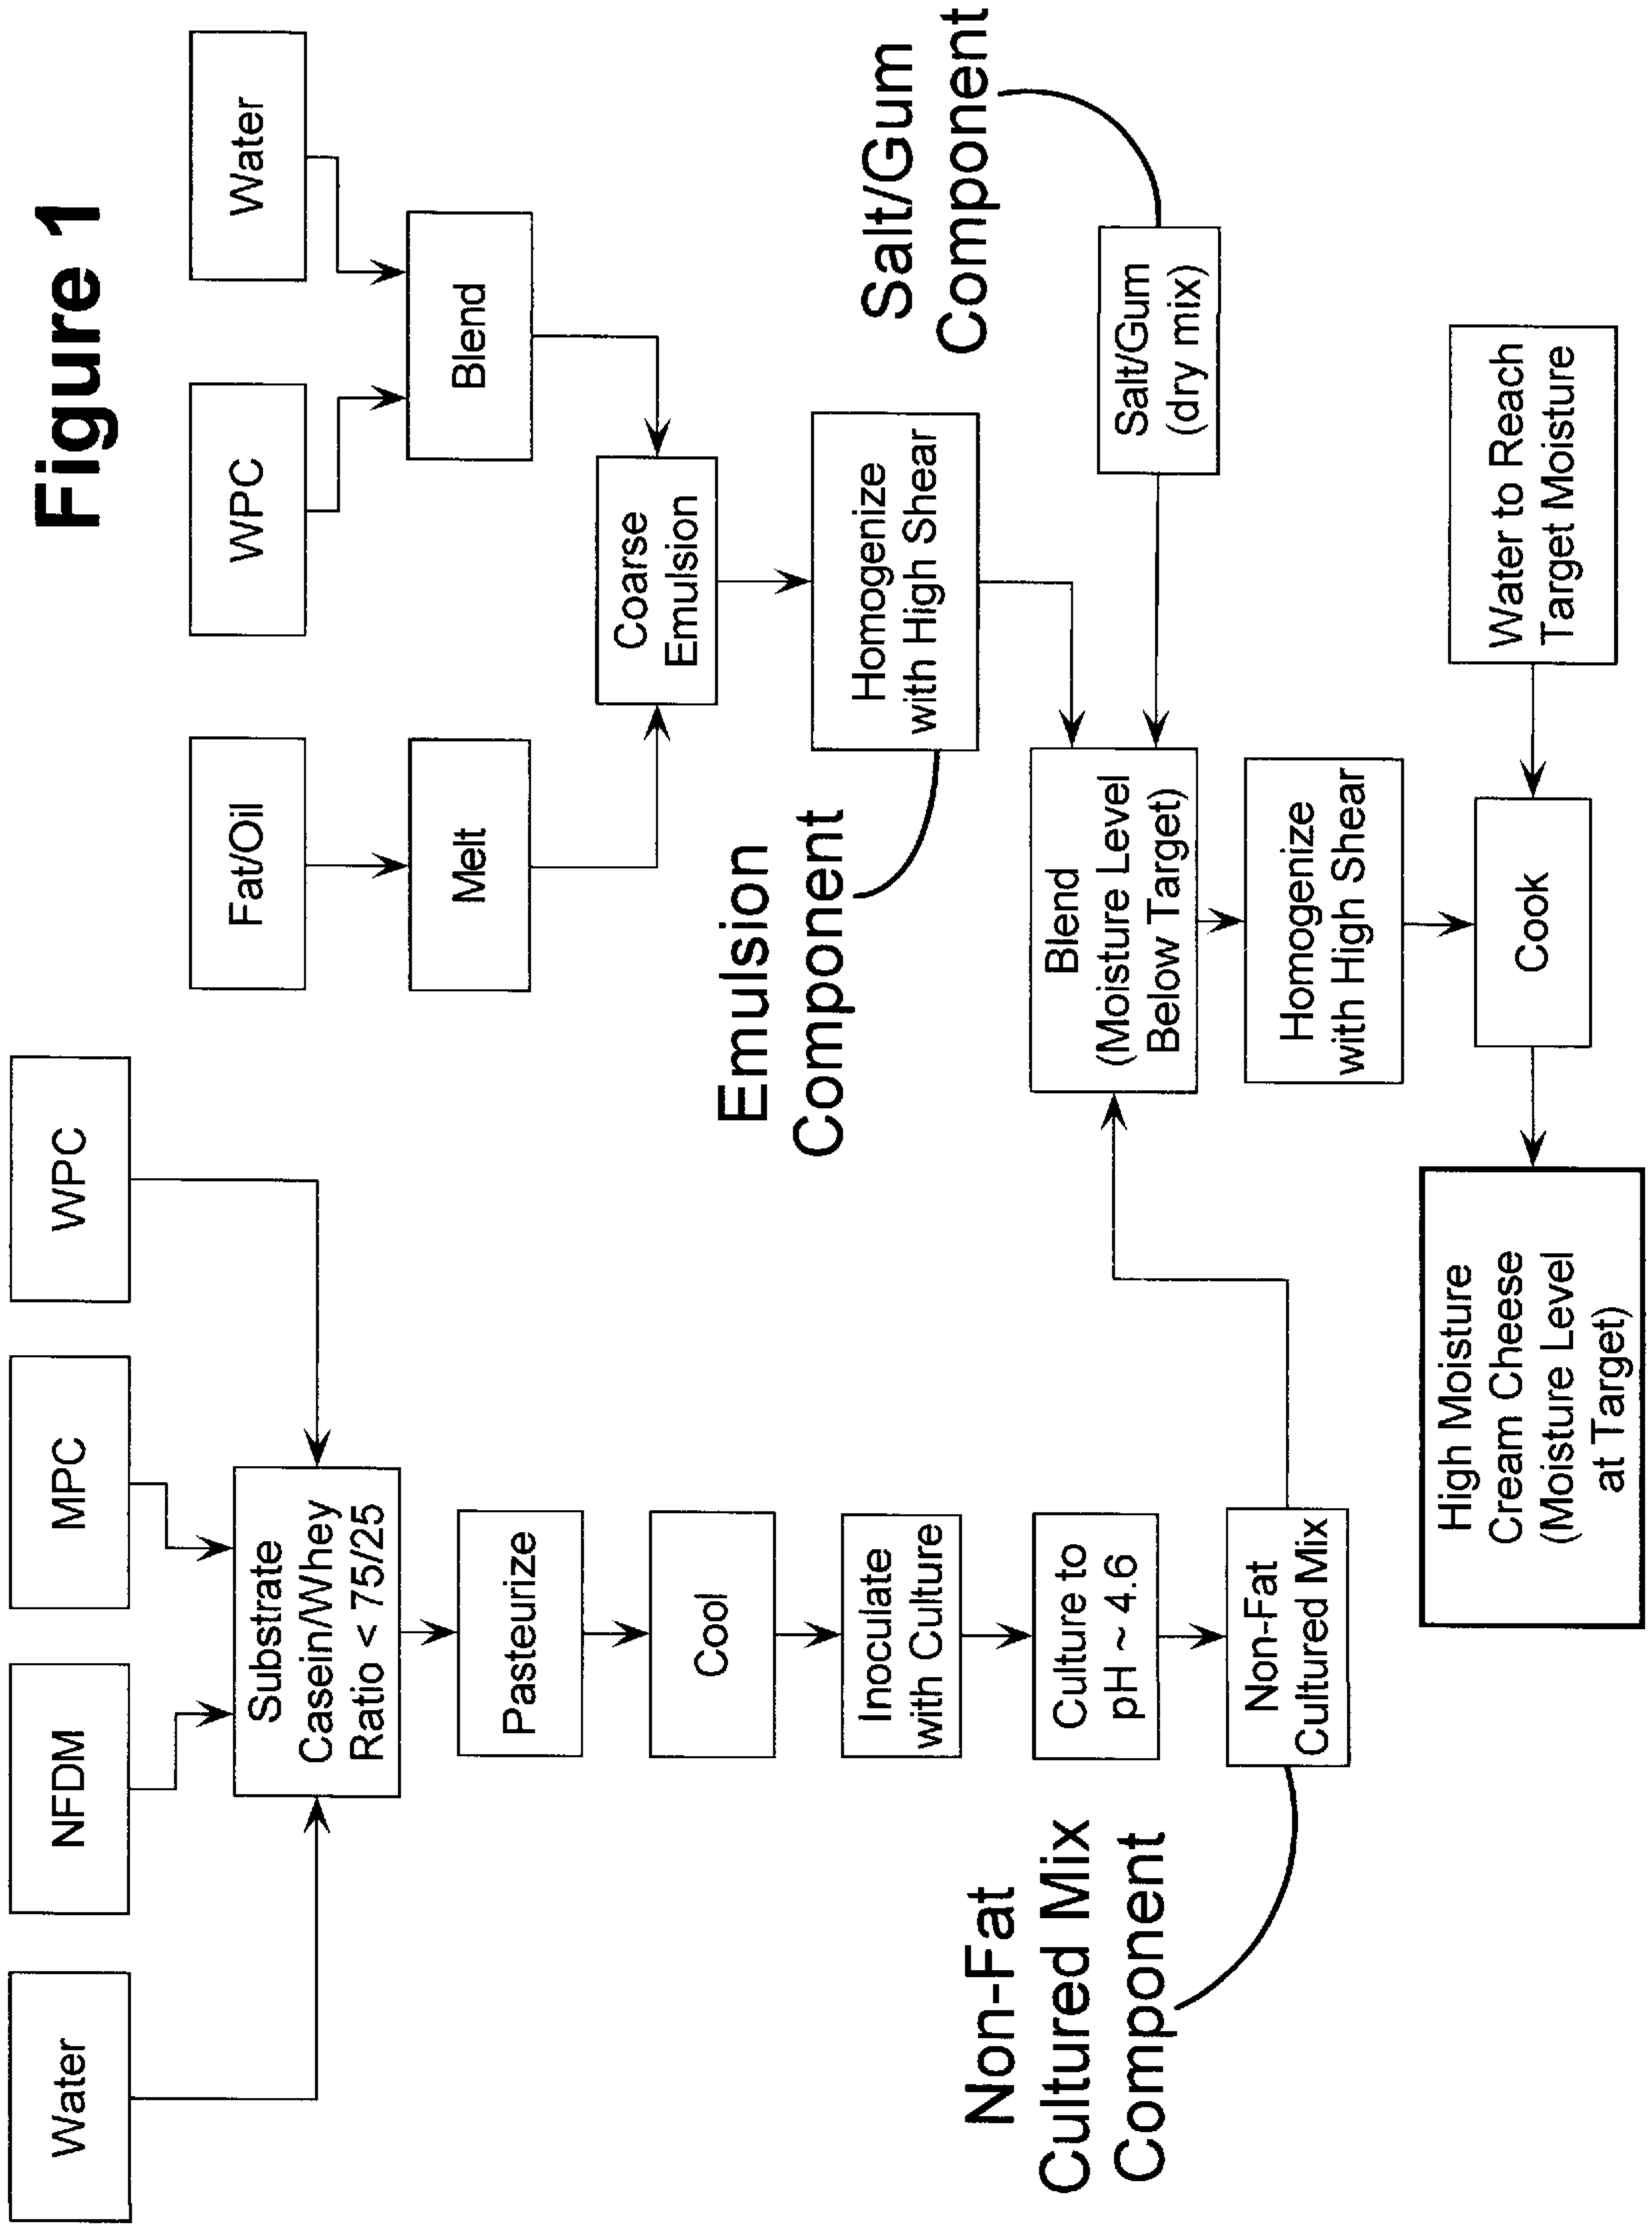 Figure 1
Water
NFDM
MPC
WPC
Substrate
Casein/Whey
Ratio < 75/25
Pasteurize
Cool
Inoculate
with Culture
Culture to
pH ~ 4.6
Non-Fat
Cultured Mix
Non-Fat
Cultured Mix
Component
Fat/Oil
WPC
Water
Melt
Blend
Coarse
Emulsion
Homogenize
with High Shear
Emulsion
Component
Salt/Gum
Component
Salt/Gum
(dry mix)
Blend
(Moisture Level
Below Target)
Homogenize
with High Shear
Cook
Water to Reach
Target Moisture
High Moisture
Cream Cheese
(Moisture Level
at Target)